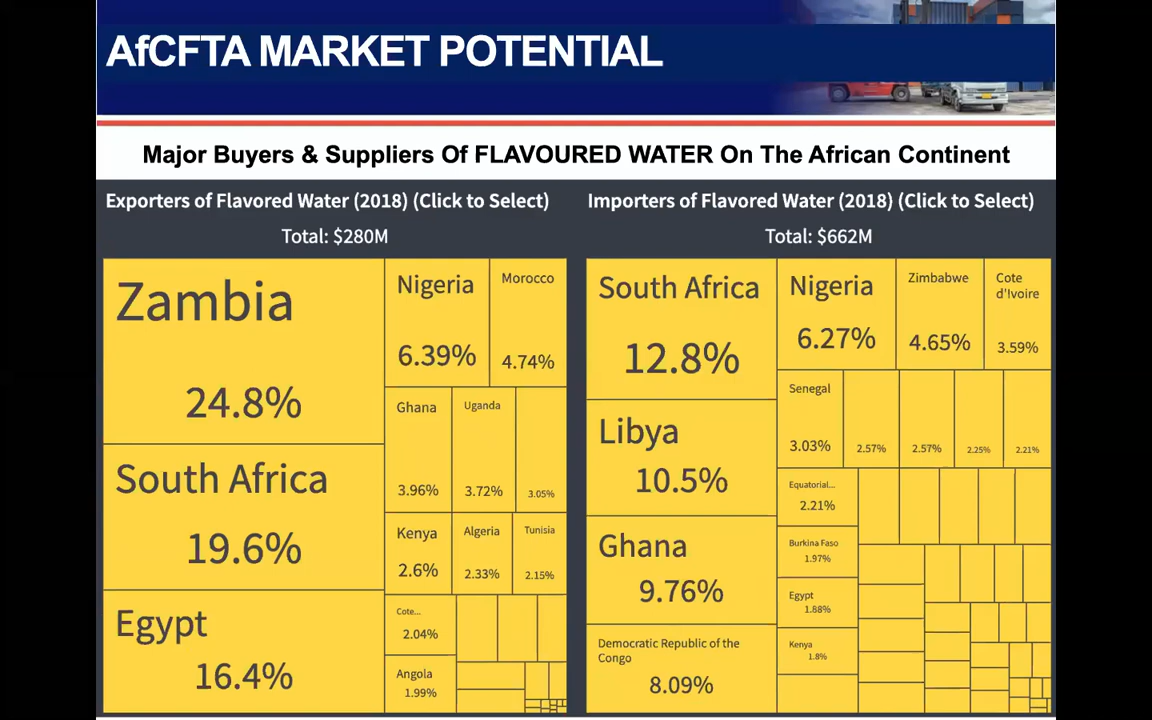 AfCFTA MARKET POTENTIAL
Major Buyers & Suppliers Of FLAVOURED WATER On The African Continent
Exporters of Flavored Water (2018) (Click to Select)
Total: $280M
Zambia
24.8%
South Africa
19.6%
Egypt
16.4%
Nigeria
6.39%
Morocco
4.74%
Ghana
3.96%
Uganda
3.72%
3.05%
Kenya
2.6%
Algeria
2.33%
Tunisia
2.15%
Cote...
2.04%
Angola
1.99%
Importers of Flavored Water (2018) (Click to Select)
Total: $662M
South Africa
12.8%
Libya
10.5%
Ghana
9.76%
Democratic Republic of the
Congo
8.09%
Nigeria
6.27%
Zimbabwe
4.65%
Cote
d'Ivoire
3.59%
Senegal
3.03%
2.57%
2.57%
2.25%
2.21%
Equatorial...
2.21%
Burkina Faso
1.97%
Egypt
1.88%
Kenya
1.8%